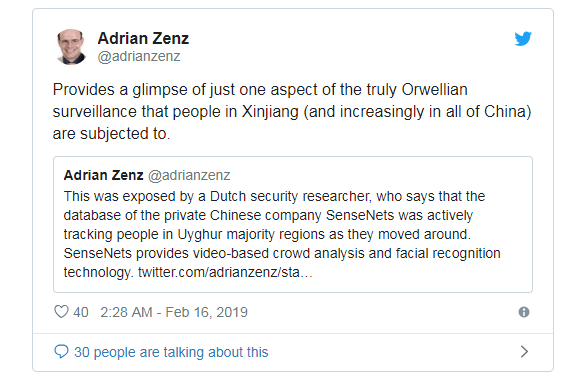 Adrian Zenz
@adrianzenz
Provides a glimpse of just one aspect of the truly Orwellian
surveillance that people in Xinjiang (and increasingly in all of China)
are subjected to.
Adrian Zenz @adrianzenz
This was exposed by a Dutch security researcher, who says that the
database of the private Chinese company SenseNets was actively
tracking people in Uyghur majority regions as they moved around.
SenseNets provides video-based crowd analysis and facial recognition
technology. twitter.com/adrianzenz/sta…
40 2:28 AM - Feb 16, 2019
30 people are talking about this